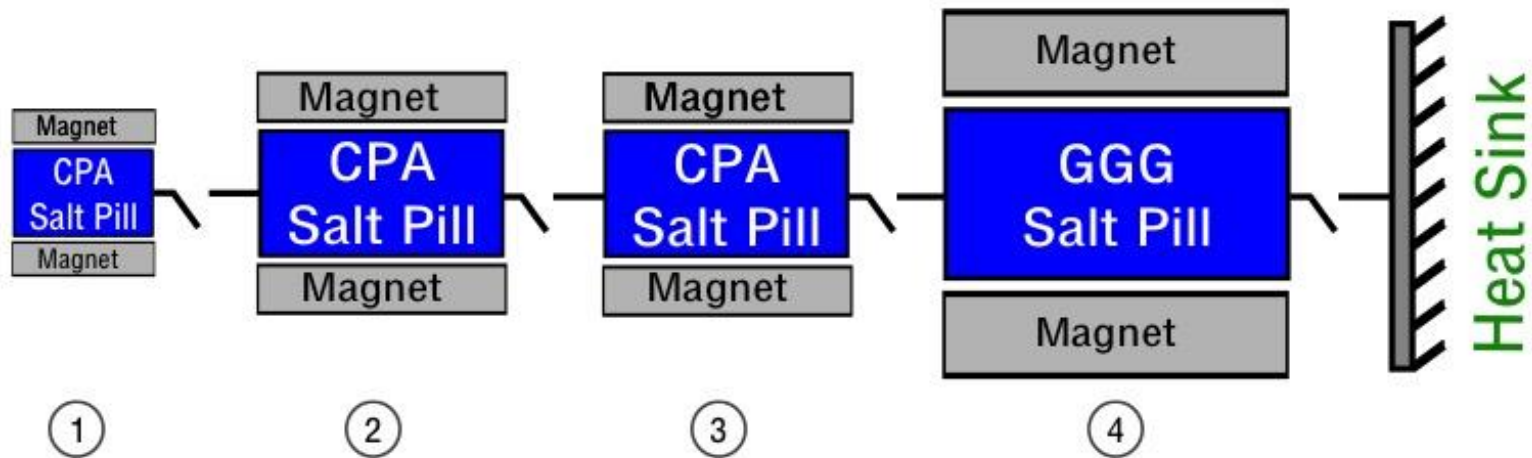 Magnet
CPA
Salt Pill
Magnet
1
Magnet
CPA
Salt Pill
Magnet
2
Magnet
CPA
Salt Pill
Magnet
3
Magnet
GGG
Salt Pill
Magnet
4
Heat Sink